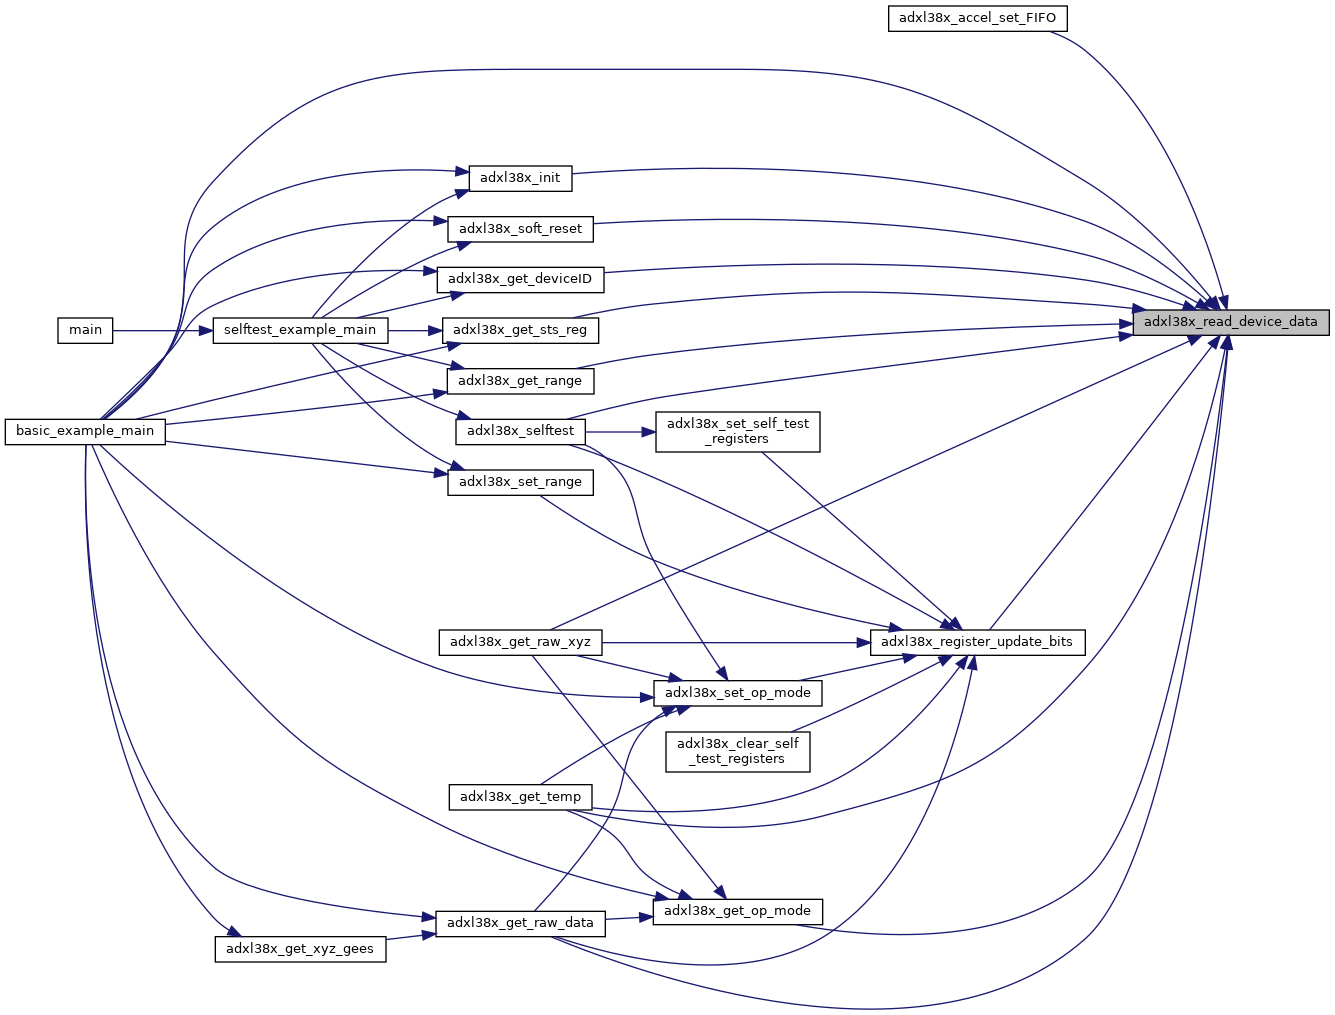 adxl38x_accel_set_FIFO
adxl38x_init
adxl38x_soft_reset
adxl38x_get_deviceID
adxl38x_read_device_data
main
selftest_example_main
adxl38x_get_sts_reg
adxl38x_get_range
basic_example_main
adxl38x_selftest
adxl38x_set_self_test
_registers
adxl38x_set_range
adxl38x_get_raw_xyz
adxl38x_register_update_bits
adxl38x_set_op_mode
adxl38x_clear_self
_test_registers
adxl38x_get_temp
adxl38x_get_op_mode
adxl38x_get_raw_data
adxl38x_get_xyz_gees